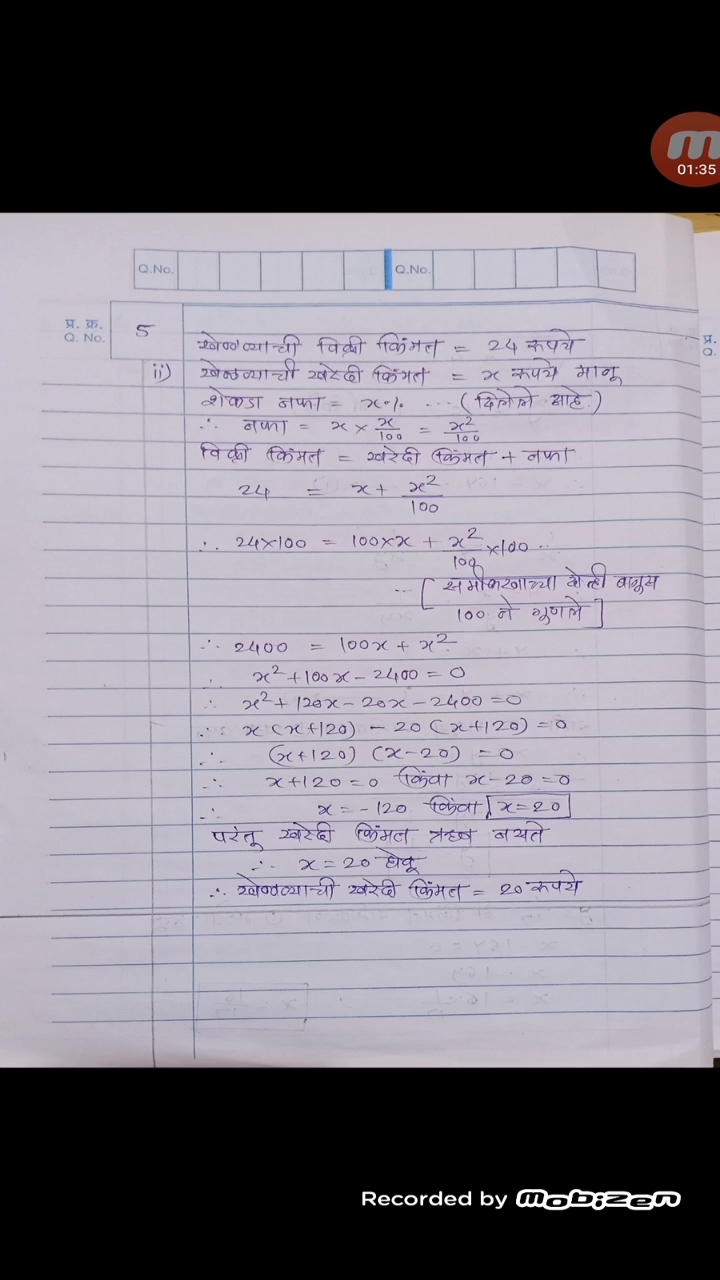 01:35
Q.No.
Q.No.
प्र. क्र.
Q. No.
5
प्र.
Q.
खेळण्याची विक्री किंमत = 24 रूपये
ii) खेळण्याची खरेदी किंमत = x रूपये मानू
शेकडा नफा = x% ... (दिलेले आहे.)
∴ नफा = x × x/100 = x²/100
विक्री किंमत = खरेदी किंमत + नफा
24 = x + x²/100
∴ 24×100 = 100×x + x²/100 ×100 ...
... [समीकरणाच्या दोन्ही बाजूस
100 ने गुणले]
∴ 2400 = 100x + x²
∴ x² + 100x - 2400 = 0
∴ x² + 120x - 20x - 2400 = 0
∴ x(x+120) - 20(x+120) = 0
∴ (x+120) (x-20) = 0
∴ x+120 = 0 किंवा x-20 = 0
∴ x = -120 किंवा x = 20
परंतु खरेदी किंमत ऋण नसते
∴ x = 20 घेवू
∴ खेळण्याची खरेदी किंमत = 20 रूपये
Recorded by mobizen